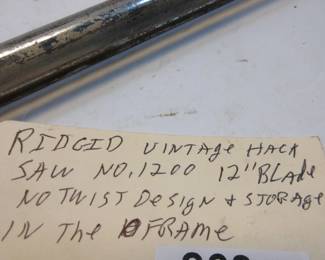 RIDGID VINTAGE HACK
SAW NO. 1200 12" BLADE
NO TWIST DESIGN & STORAGE
IN THE FRAME